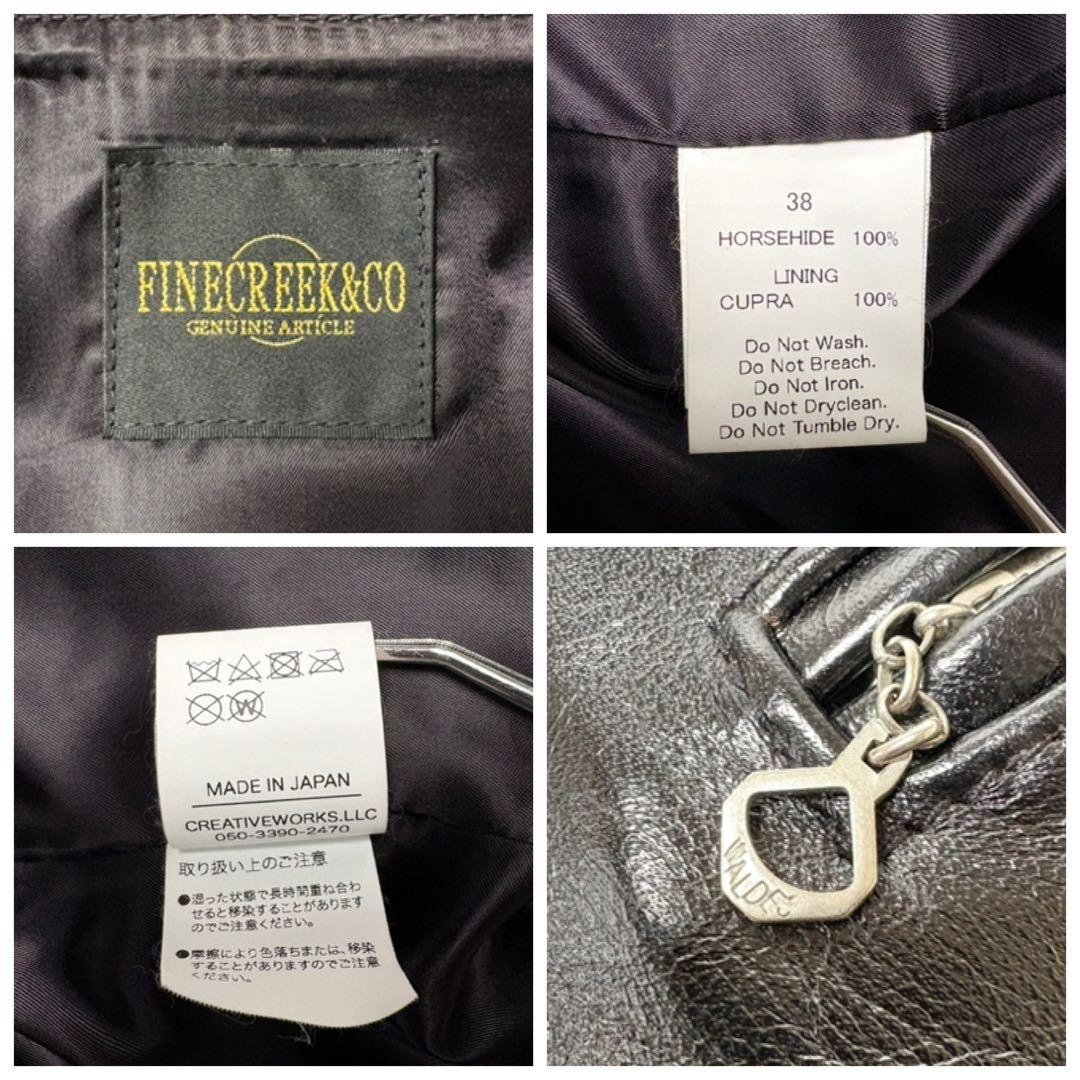 FINECREEK&CO
GENUINE ARTICLE
38
HORSEHIDE 100%
LINING
CUPRA 100%
Do Not Wash.
Do Not Breach.
Do Not Iron.
Do Not Dryclean.
Do Not Tumble Dry.
W
MADE IN JAPAN
CREATIVEWORKS.LLC
050-3390-2470
取り扱い上のご注意
●湿った状態で長時間重ね合わ
せると移染することがあります
のでご注意ください。
●摩擦により色落ちまたは、移染
することがありますのでご注意
ください。
WALDES